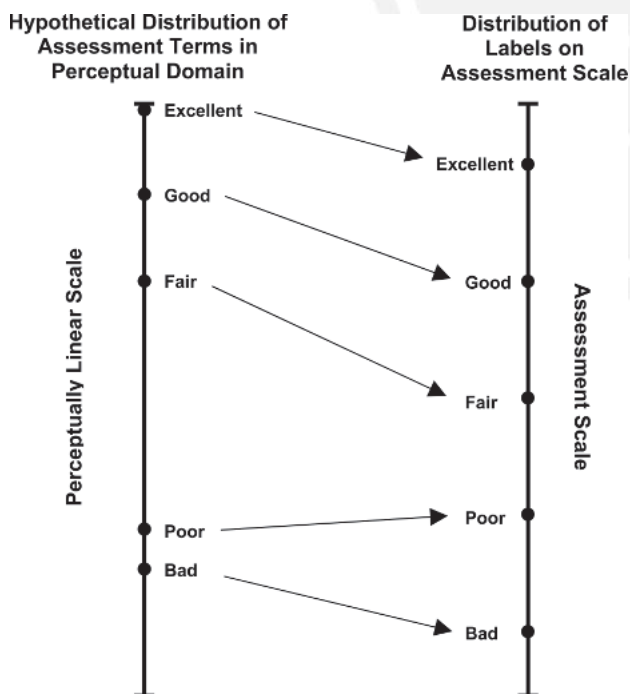 Hypothetical Distribution of
Assessment Terms in
Perceptual Domain
Distribution of
Labels on
Assessment Scale
Excellent
Good
Fair
Poor
Bad
Perceptually Linear Scale
Excellent
Good
Fair
Poor
Bad
Assessment Scale